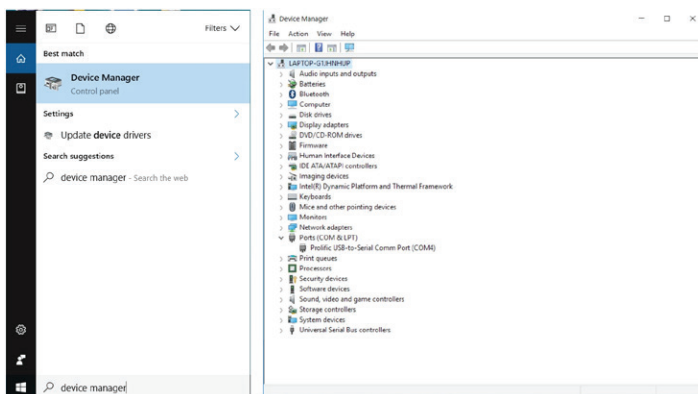 Filters
Best match
Device Manager
Control panel
Settings
Update device drivers
Search suggestions
device manager - Search the web
device manager
Device Manager
File Action View Help
LAPTOP-G1JHNHUP
Audio inputs and outputs
Batteries
Bluetooth
Computer
Disk drives
Display adapters
DVD/CD-ROM drives
Firmware
Human Interface Devices
IDE ATA/ATAPI controllers
Imaging devices
Intel(R) Dynamic Platform and Thermal Framework
Keyboards
Mice and other pointing devices
Monitors
Network adapters
Ports (COM & LPT)
Prolific USB-to-Serial Comm Port (COM4)
Print queues
Processors
Security devices
Software devices
Sound, video and game controllers
Storage controllers
System devices
Universal Serial Bus controllers